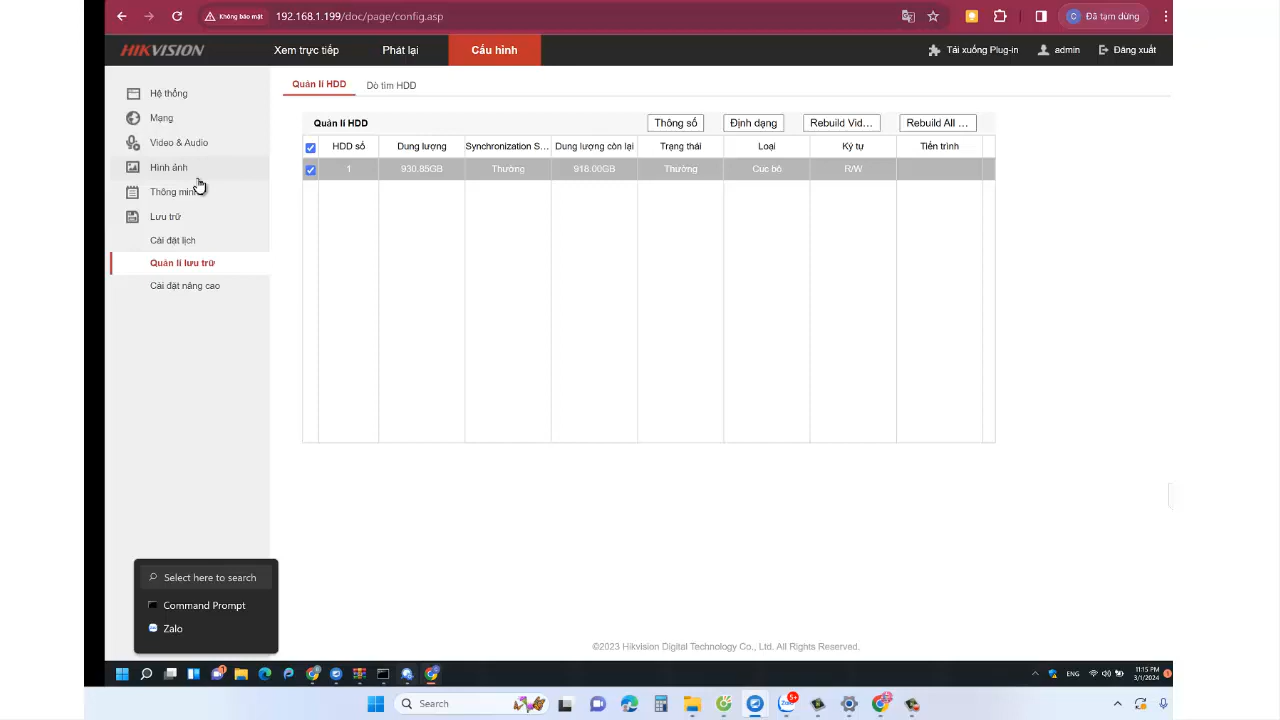 Không bảo mật
192.168.1.199/doc/page/config.asp
C Đã tạm dừng
HIKVISION
Xem trực tiếp
Phát lại
Cấu hình
Tải xuống Plug-in
admin
Đăng xuất
Hệ thống
Mạng
Video & Audio
Hình ảnh
Lưu trữ
Cài đặt lịch
Quản lí lưu trữ
Cài đặt nâng cao
Quản lí HDD
Dò tìm HDD
Quản lí HDD
Thông số
Định dạng
Rebuild Vid...
Rebuild All ...
HDD số
Dung lượng
Synchronization S...
Dung lượng còn lại
Trạng thái
Loại
Ký tự
Tiến trình
1
930.85GB
Thường
918.00GB
Thường
Cục bộ
R/W
Select here to search
Command Prompt
Zalo
©2023 Hikvision Digital Technology Co., Ltd. All Rights Reserved.
ENG
11:15 PM
3/1/2024
Search
5+